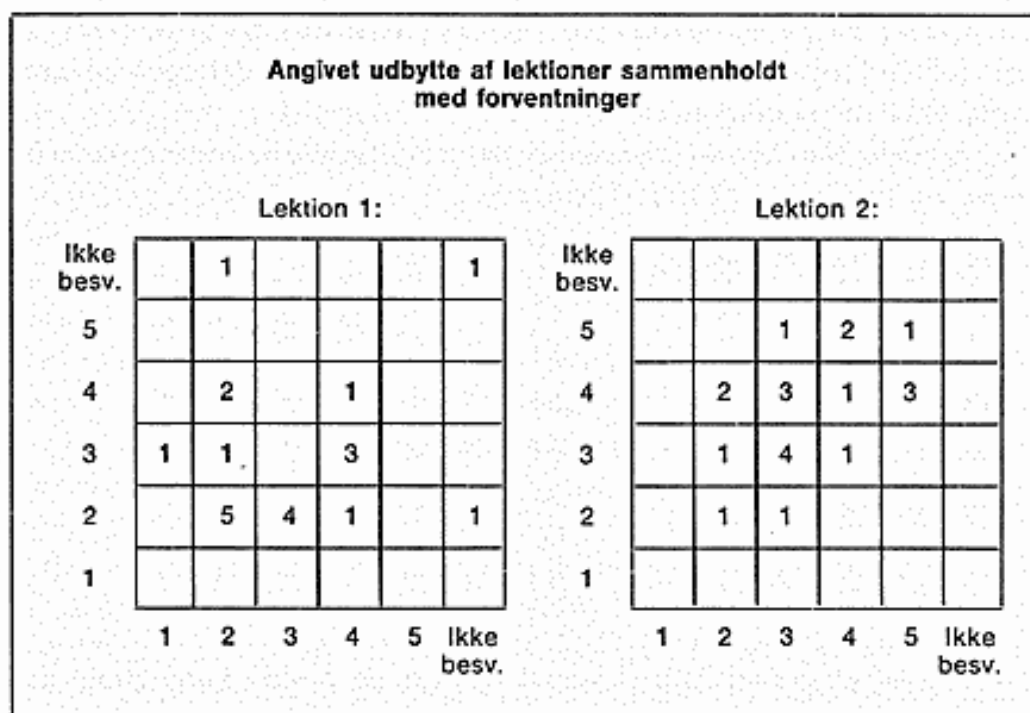 Angivet udbytte af lektioner sammenholdt
med forventninger
Lektion 1:
Ikke
besv. 1 1
5
4 2 1
3 1 1 3
2 5 4 1 1
1
1 2 3 4 5 Ikke
besv.
Lektion 2:
Ikke
besv.
5 1 2 1
4 2 3 1 3
3 1 4 1
2 1 1
1
1 2 3 4 5 Ikke
besv.